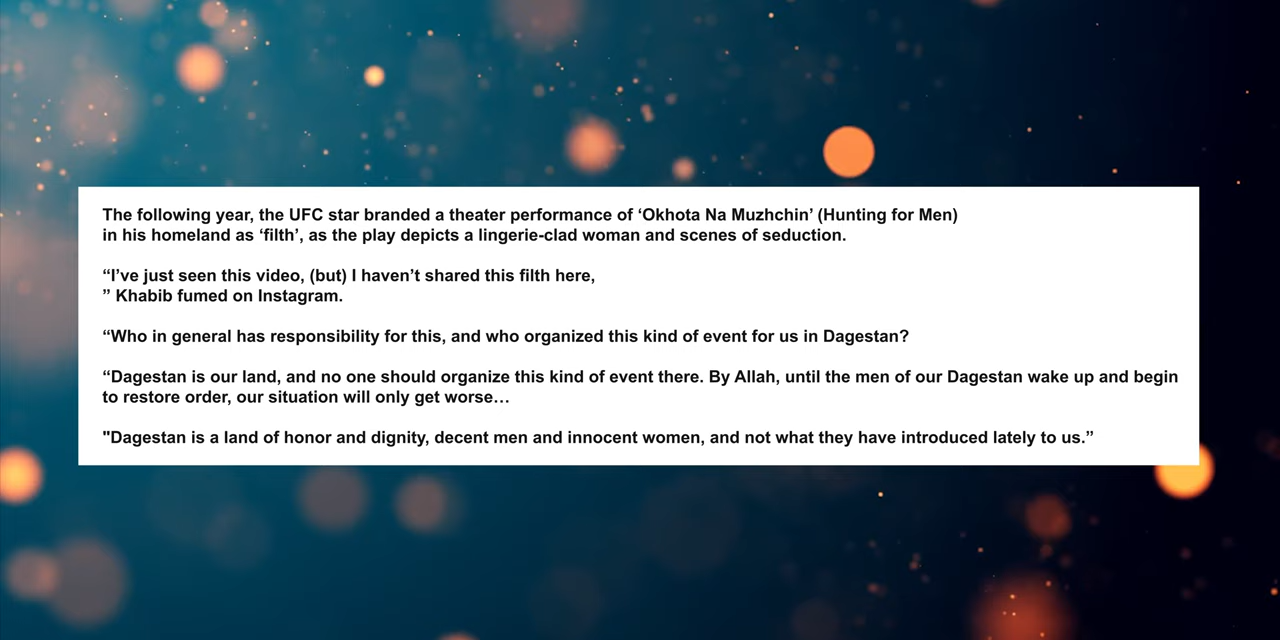 The following year, the UFC star branded a theater performance of ‘Okhota Na Muzhchin’ (Hunting for Men)
in his homeland as ‘filth’, as the play depicts a lingerie-clad woman and scenes of seduction.
“I’ve just seen this video, (but) I haven’t shared this filth here,
” Khabib fumed on Instagram.
“Who in general has responsibility for this, and who organized this kind of event for us in Dagestan?
“Dagestan is our land, and no one should organize this kind of event there. By Allah, until the men of our Dagestan wake up and begin
to restore order, our situation will only get worse…
"Dagestan is a land of honor and dignity, decent men and innocent women, and not what they have introduced lately to us.”